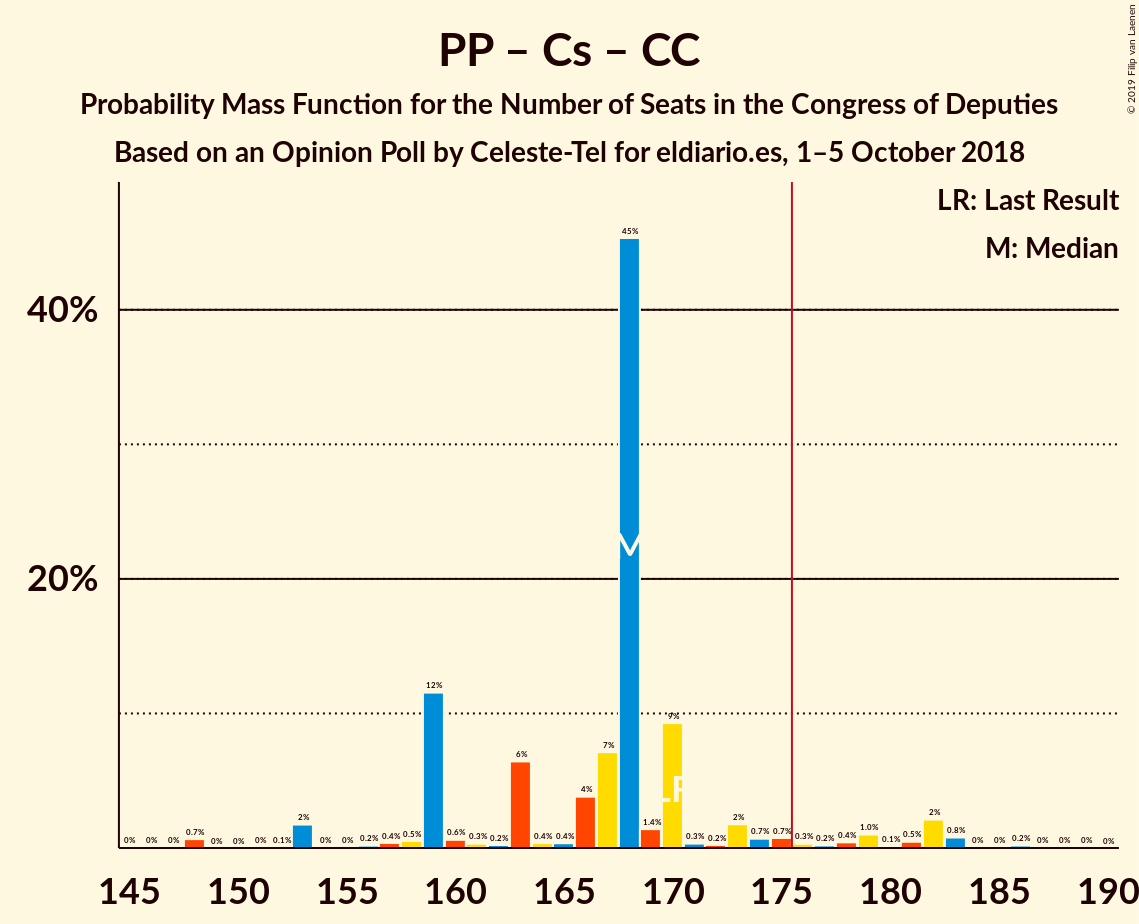 PP – Cs – CC
Probability Mass Function for the Number of Seats in the Congress of Deputies
Based on an Opinion Poll by Celeste-Tel for eldiario.es, 1–5 October 2018
© 2019 Filip van Laenen
LR: Last Result
M: Median
40%
20%
0% 0% 0% 0.7% 0% 0% 0% 0.1% 2% 0% 0% 0.2% 0.4% 0.5% 12% 0.6% 0.3% 0.2% 6% 0.4% 0.4% 4% 7% 45% 1.4% 9% 0.3% 0.2% 2% 0.7% 0.7% 0.3% 0.2% 0.4% 1.0% 0.1% 0.5% 2% 0.8% 0% 0% 0.2% 0% 0% 0% 0%
M
LR
145 150 155 160 165 170 175 180 185 190